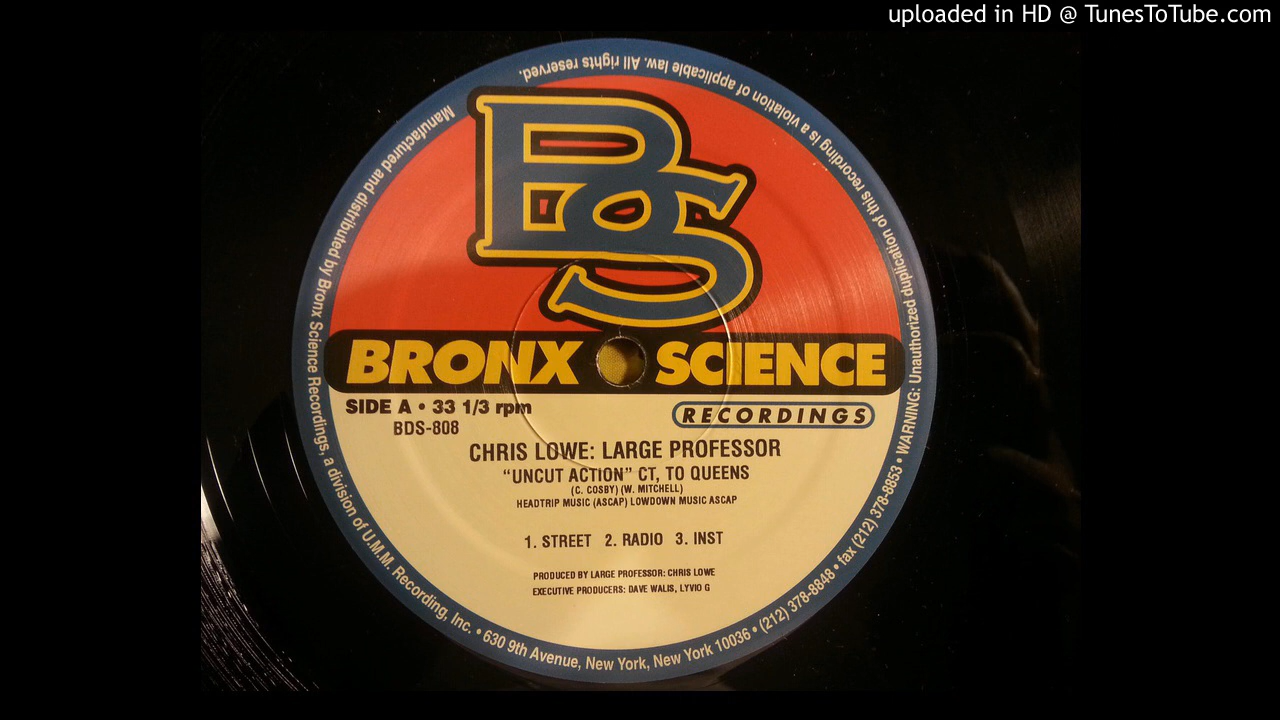 uploaded in HD @ TunesToTube.com
BS
BRONX SCIENCE
RECORDINGS
SIDE A • 33 1/3 rpm
BDS-808
CHRIS LOWE: LARGE PROFESSOR
“UNCUT ACTION” CT, TO QUEENS
(C. COSBY) (W. MITCHELL)
HEADTRIP MUSIC (ASCAP) LOWDOWN MUSIC ASCAP
1. STREET 2. RADIO 3. INST
PRODUCED BY LARGE PROFESSOR: CHRIS LOWE
EXECUTIVE PRODUCERS: DAVE WALIS, LYVIO G
Manufactured and distributed by Bronx Science Recordings, a division of U.M.M. Recording, Inc. • 630 9th Avenue, New York, New York 10036 • (212) 378-8848 • fax (212) 378-8853 • WARNING: Unauthorized duplication of this recording is a violation of applicable law. All rights reserved.